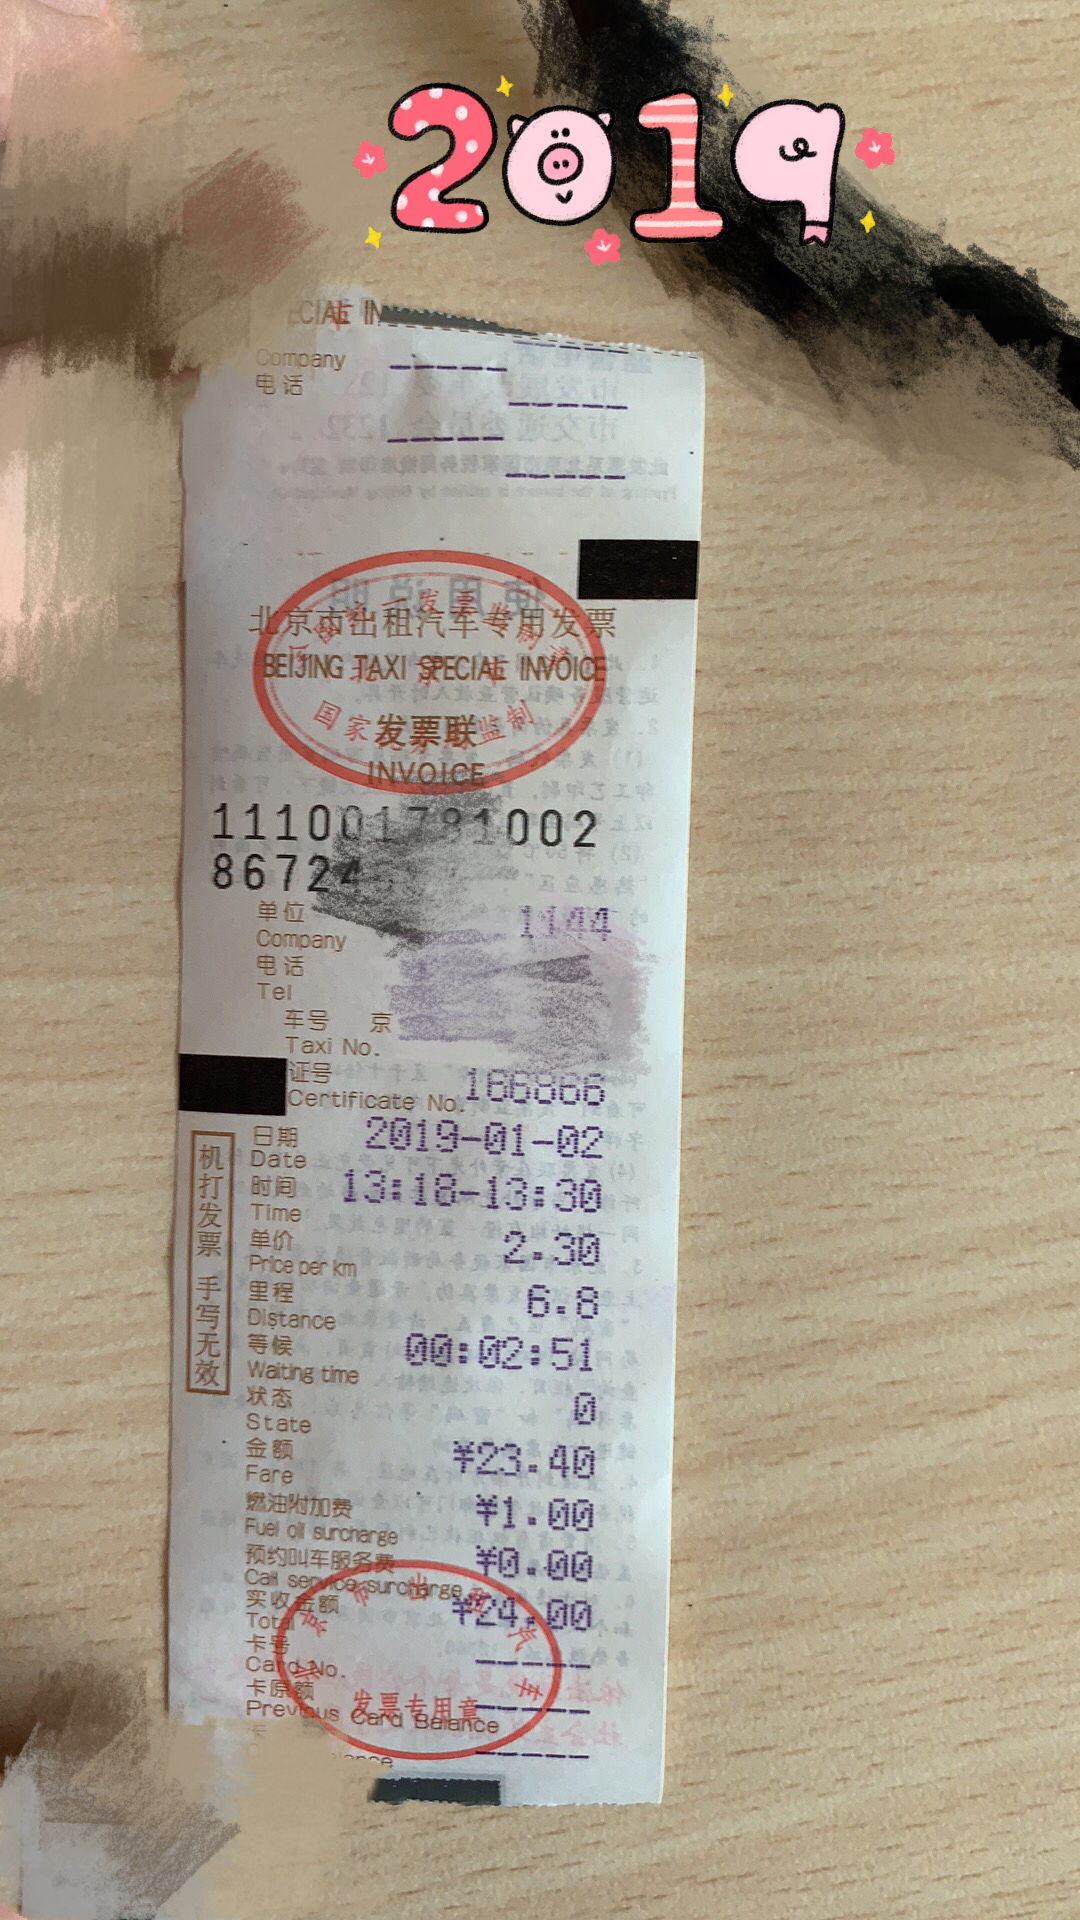 2019
ECIAL IN
Company
电话
北京市出租汽车专用发票
BEIJING TAXI SPECIAL INVOICE
国家 监制
发票联
INVOICE
111001781002
86724
单位 1144
Company
电话
Tel
车号 京
Taxi No.
证号 166866
Certificate No.
日期 2019-01-02
Date
时间 13:18-13:30
Time
单价 2.30
Price per km
里程 6.8
Distance
等候 00:02:51
Waiting time
状态 0
State
金额 ¥23.40
Fare
燃油附加费 ¥1.00
Fuel oil surcharge
预约叫车服务费 ¥0.00
Call service surcharge
实收金额 ¥24.00
Total
卡号
Card No.
卡原额
Previous Card Balance
发票专用章
机打发票 手写无效